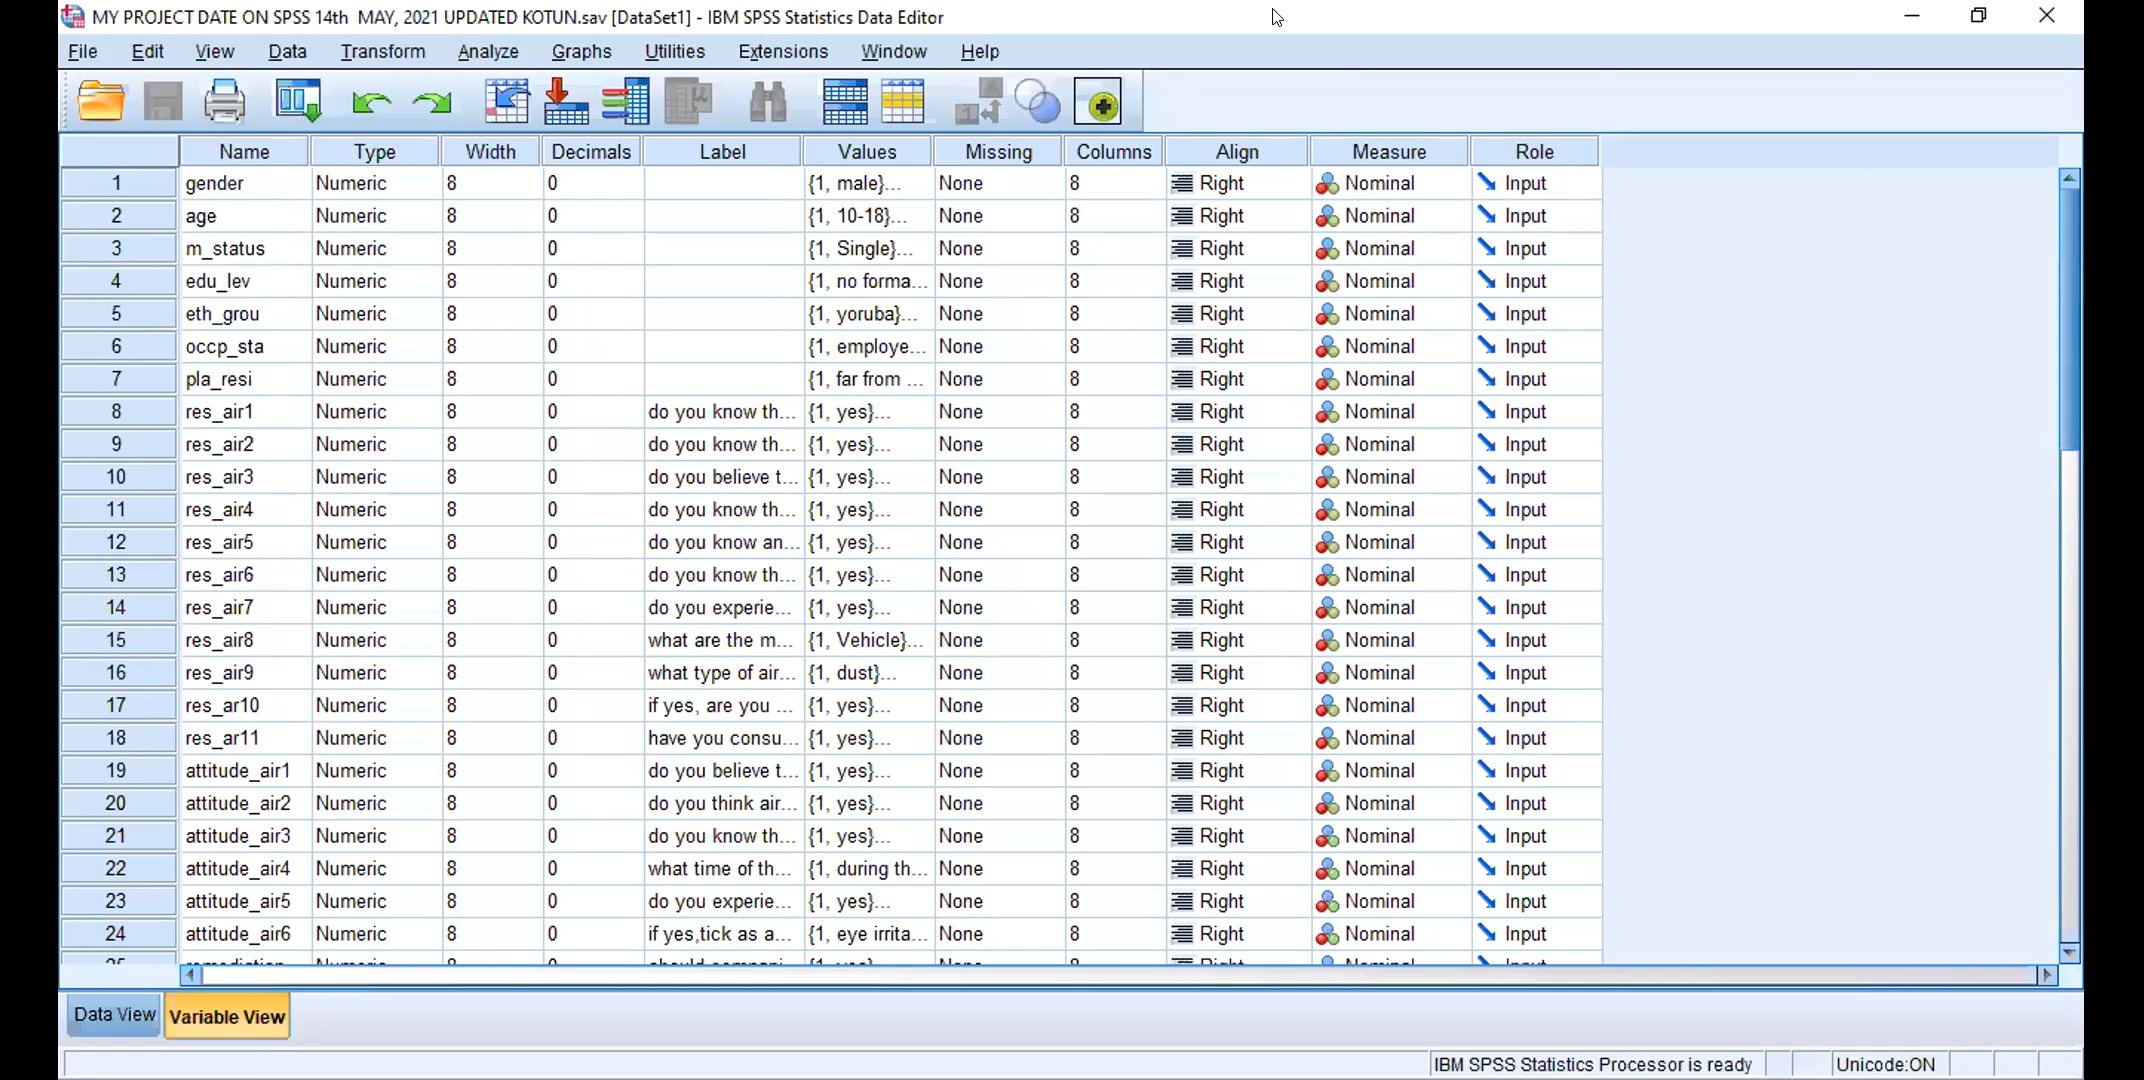 MY PROJECT DATE ON SPSS 14th MAY, 2021 UPDATED KOTUN.sav [DataSet1] - IBM SPSS Statistics Data Editor
File Edit View Data Transform Analyze Graphs Utilities Extensions Window Help
Name Type Width Decimals Label Values Missing Columns Align Measure Role
1 gender Numeric 8 0 {1, male}... None 8 Right Nominal Input
2 age Numeric 8 0 {1, 10-18}... None 8 Right Nominal Input
3 m_status Numeric 8 0 {1, Single}... None 8 Right Nominal Input
4 edu_lev Numeric 8 0 {1, no forma... None 8 Right Nominal Input
5 eth_grou Numeric 8 0 {1, yoruba}... None 8 Right Nominal Input
6 occp_sta Numeric 8 0 {1, employe... None 8 Right Nominal Input
7 pla_resi Numeric 8 0 {1, far from ... None 8 Right Nominal Input
8 res_air1 Numeric 8 0 do you know th... {1, yes}... None 8 Right Nominal Input
9 res_air2 Numeric 8 0 do you know th... {1, yes}... None 8 Right Nominal Input
10 res_air3 Numeric 8 0 do you believe t... {1, yes}... None 8 Right Nominal Input
11 res_air4 Numeric 8 0 do you know th... {1, yes}... None 8 Right Nominal Input
12 res_air5 Numeric 8 0 do you know an... {1, yes}... None 8 Right Nominal Input
13 res_air6 Numeric 8 0 do you know th... {1, yes}... None 8 Right Nominal Input
14 res_air7 Numeric 8 0 do you experie... {1, yes}... None 8 Right Nominal Input
15 res_air8 Numeric 8 0 what are the m... {1, Vehicle}... None 8 Right Nominal Input
16 res_air9 Numeric 8 0 what type of air... {1, dust}... None 8 Right Nominal Input
17 res_ar10 Numeric 8 0 if yes, are you ... {1, yes}... None 8 Right Nominal Input
18 res_ar11 Numeric 8 0 have you consu... {1, yes}... None 8 Right Nominal Input
19 attitude_air1 Numeric 8 0 do you believe t... {1, yes}... None 8 Right Nominal Input
20 attitude_air2 Numeric 8 0 do you think air... {1, yes}... None 8 Right Nominal Input
21 attitude_air3 Numeric 8 0 do you know th... {1, yes}... None 8 Right Nominal Input
22 attitude_air4 Numeric 8 0 what time of th... {1, during th... None 8 Right Nominal Input
23 attitude_air5 Numeric 8 0 do you experie... {1, yes}... None 8 Right Nominal Input
24 attitude_air6 Numeric 8 0 if yes,tick as a... {1, eye irrita... None 8 Right Nominal Input
Data View Variable View
IBM SPSS Statistics Processor is ready Unicode:ON